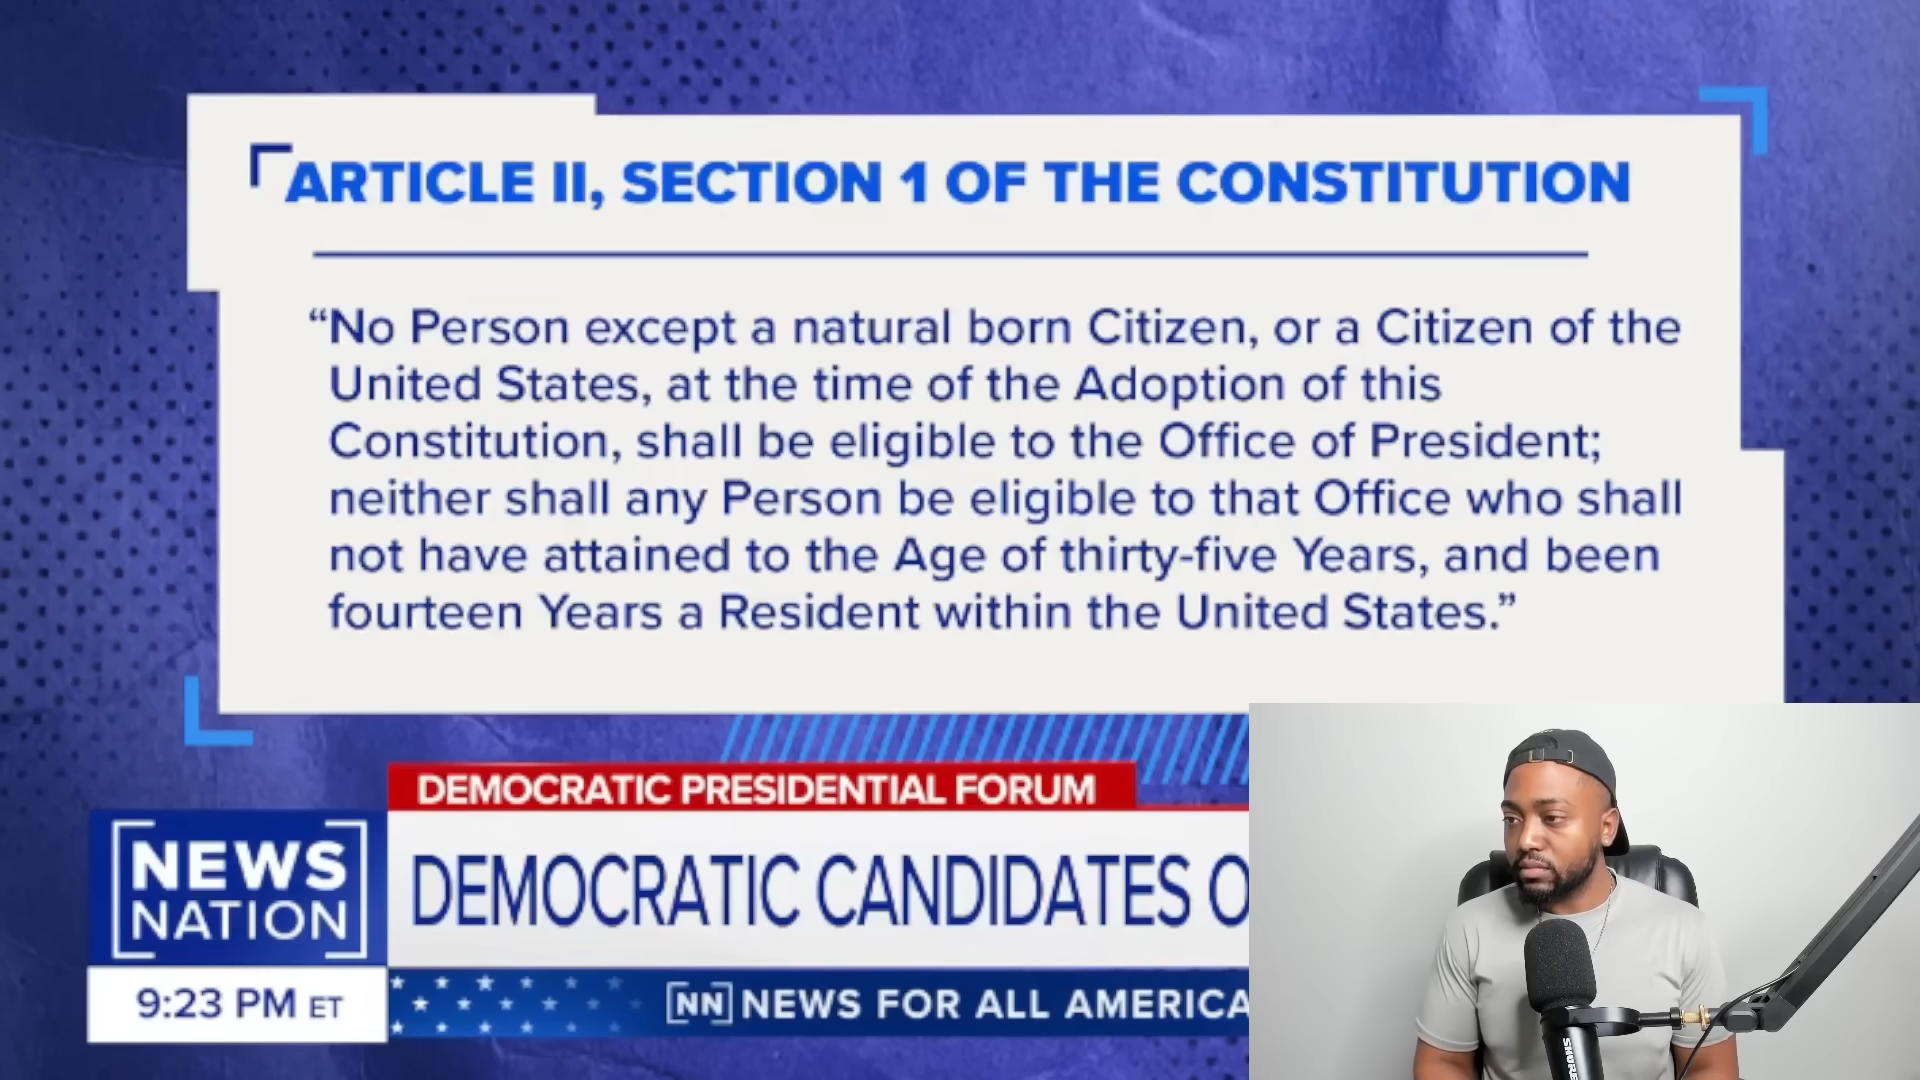 ARTICLE II, SECTION 1 OF THE CONSTITUTION
“No Person except a natural born Citizen, or a Citizen of the
United States, at the time of the Adoption of this
Constitution, shall be eligible to the Office of President;
neither shall any Person be eligible to that Office who shall
not have attained to the Age of thirty-five Years, and been
fourteen Years a Resident within the United States.”
DEMOCRATIC PRESIDENTIAL FORUM
DEMOCRATIC CANDIDATES O
NEWS
NATION
9:23 PM ET
NN NEWS FOR ALL AMERICA
SHURE